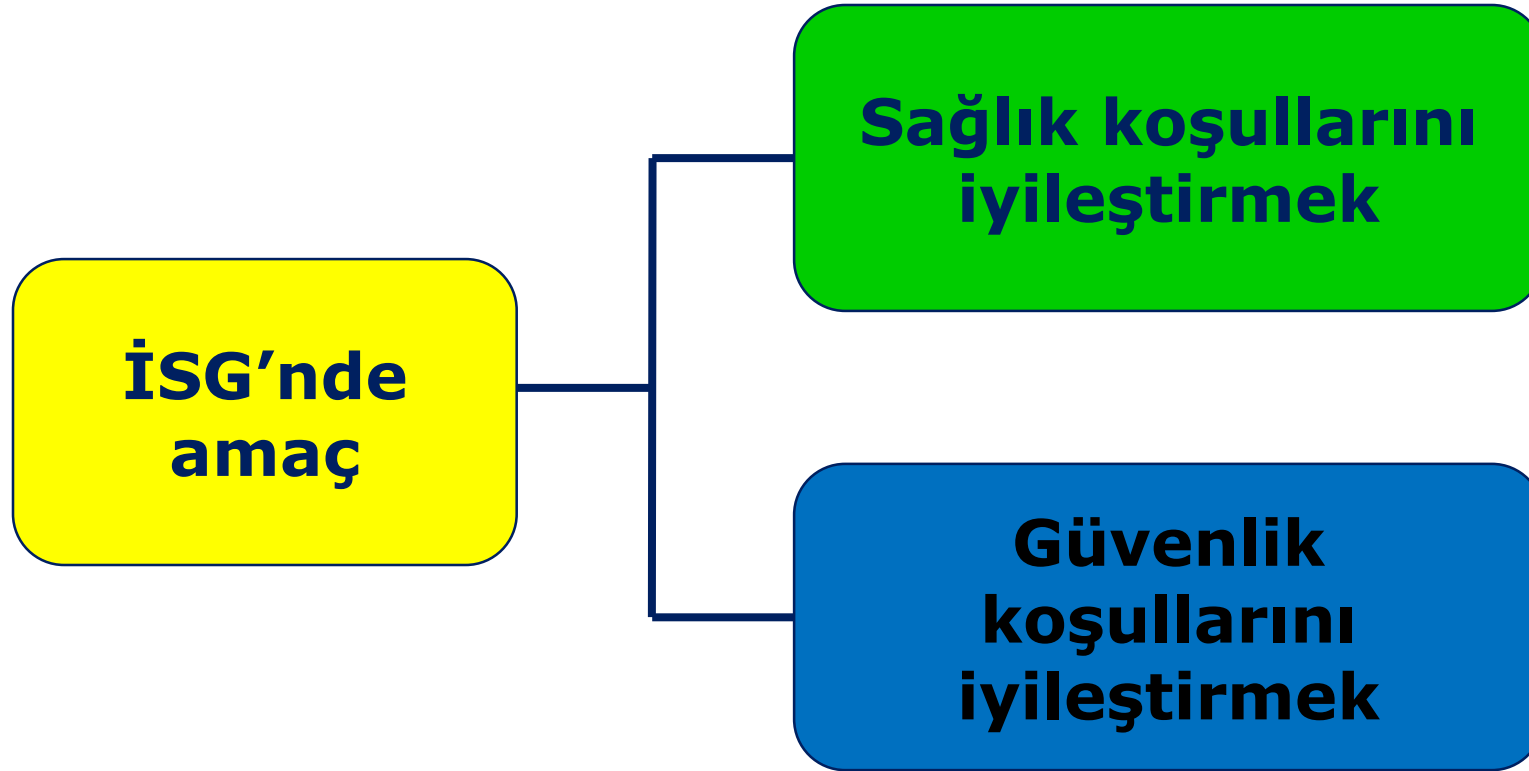 Sağlık koşullarını
iyileştirmek
İSG’nde
amaç
Güvenlik
koşullarını
iyileştirmek